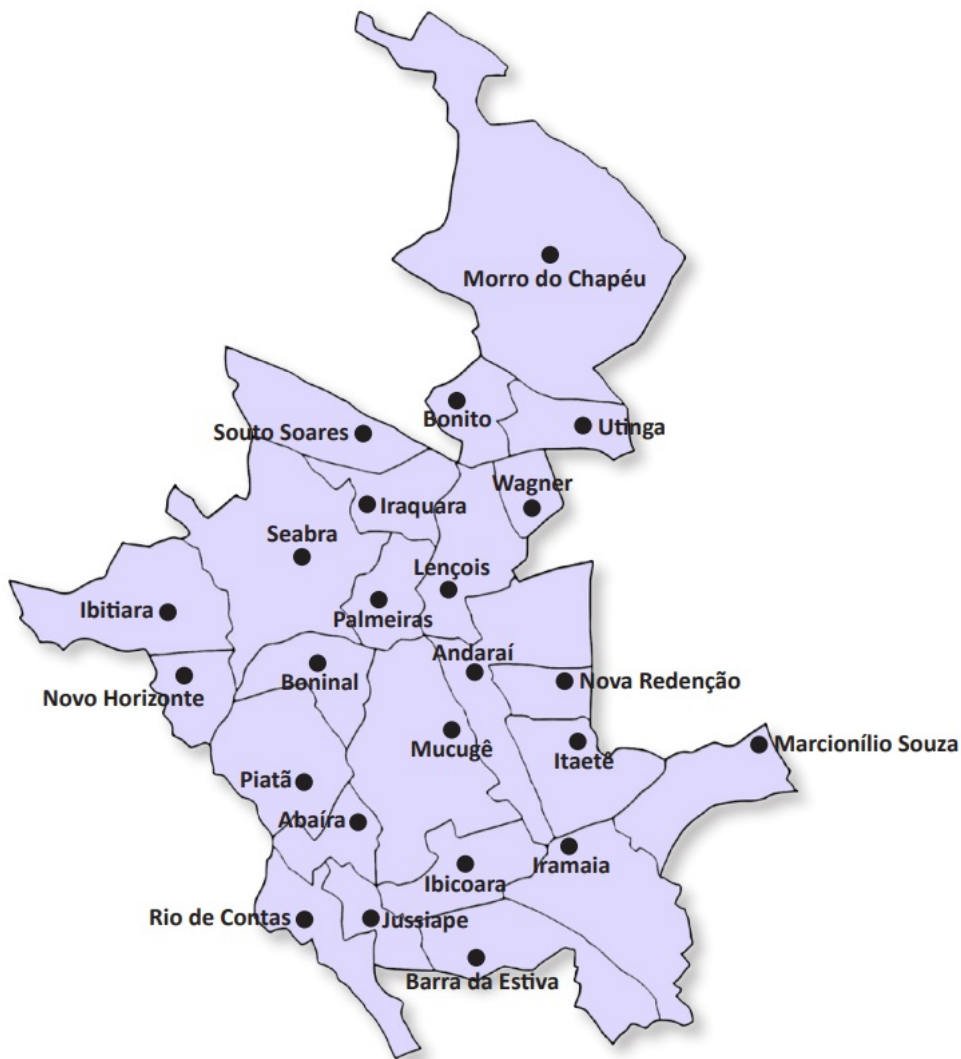 Morro do Chapéu
Bonito
Utinga
Souto Soares
Wagner
Iraquara
Seabra
Lençois
Ibitiara
Palmeiras
Andaraí
Boninal
Nova Redenção
Novo Horizonte
Mucugê
Marcionílio Souza
Itaetê
Piatã
Abaíra
Iramaia
Ibicoara
Rio de Contas
Jussiape
Barra da Estiva